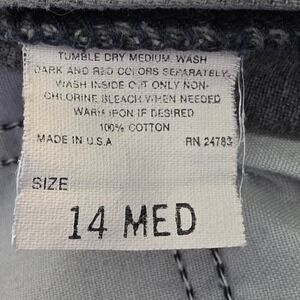 TUMBLE DRY MEDIUM. WASH
DARK AND RED COLORS SEPARATELY.
WASH INSIDE OUT ONLY NON-
CHLORINE BLEACH WHEN NEEDED
WARM IRON IF DESIRED
100% COTTON
MADE IN U.S.A RN 24783
SIZE
14 MED